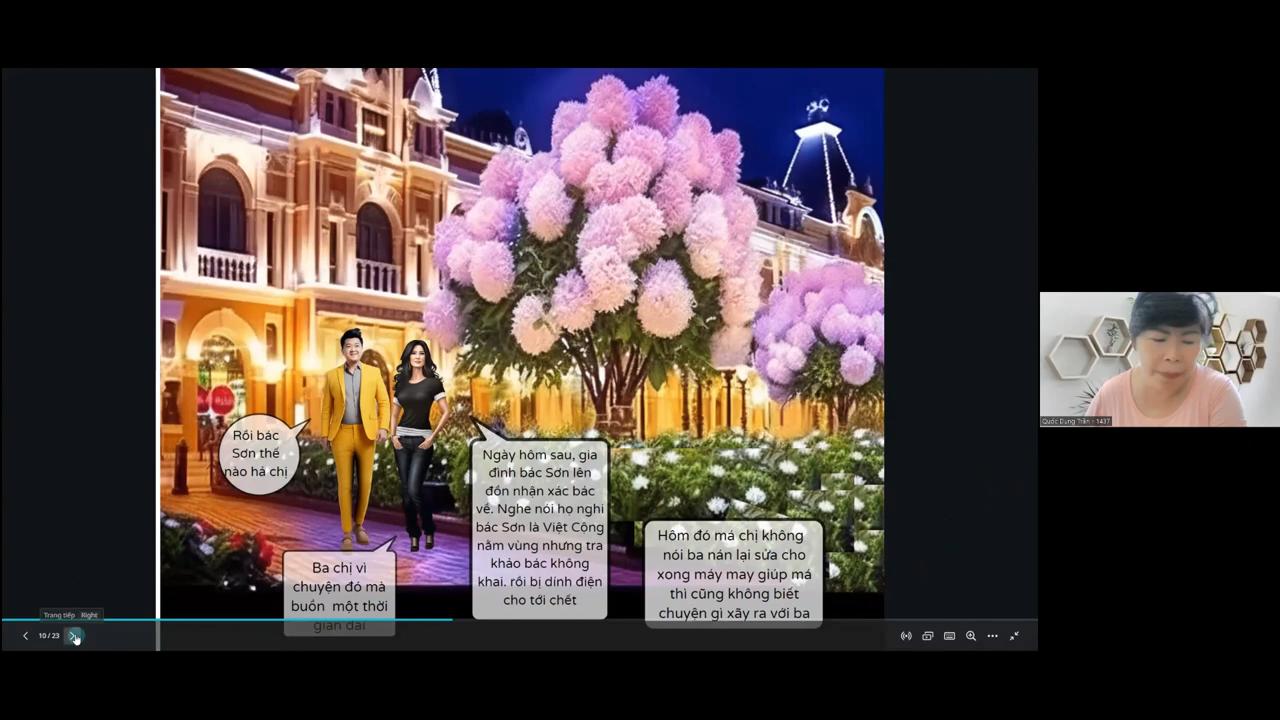 Rồi bác
Sơn thế
nào hả chị
Ngày hôm sau, gia
đình bác Sơn lên
đón nhận xác bác
về. Nghe nói họ nghi
bác Sơn là Việt Cộng
nằm vùng nhưng tra
khảo bác không
khai. rồi bị dính điện
cho tới chết
Ba chị vì
chuyện đó mà
buồn một thời
gian dài
Hôm đó má chị không
nói ba nán lại sửa cho
xong máy may giúp má
thì cũng không biết
chuyện gì xãy ra với ba
Trang tiếp Right
10 / 23
Quốc Dung Trần - 1437